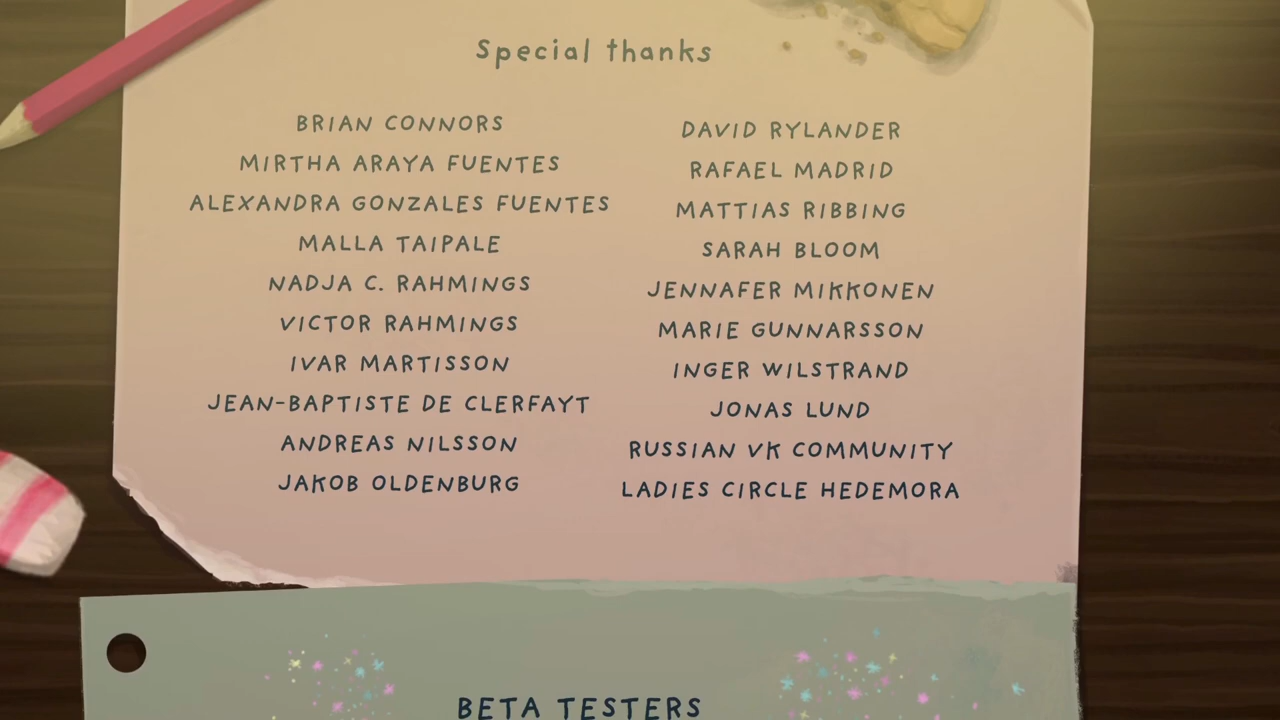 Special thanks
BRIAN CONNORS
MIRTHA ARAYA FUENTES
ALEXANDRA GONZALES FUENTES
MALLA TAIPALE
NADJA C. RAHMINGS
VICTOR RAHMINGS
IVAR MARTISSON
JEAN-BAPTISTE DE CLERFAYT
ANDREAS NILSSON
JAKOB OLDENBURG
DAVID RYLANDER
RAFAEL MADRID
MATTIAS RIBBING
SARAH BLOOM
JENNAFER MIKKONEN
MARIE GUNNARSSON
INGER WILSTRAND
JONAS LUND
RUSSIAN VK COMMUNITY
LADIES CIRCLE HEDEMORA
BETA TESTERS